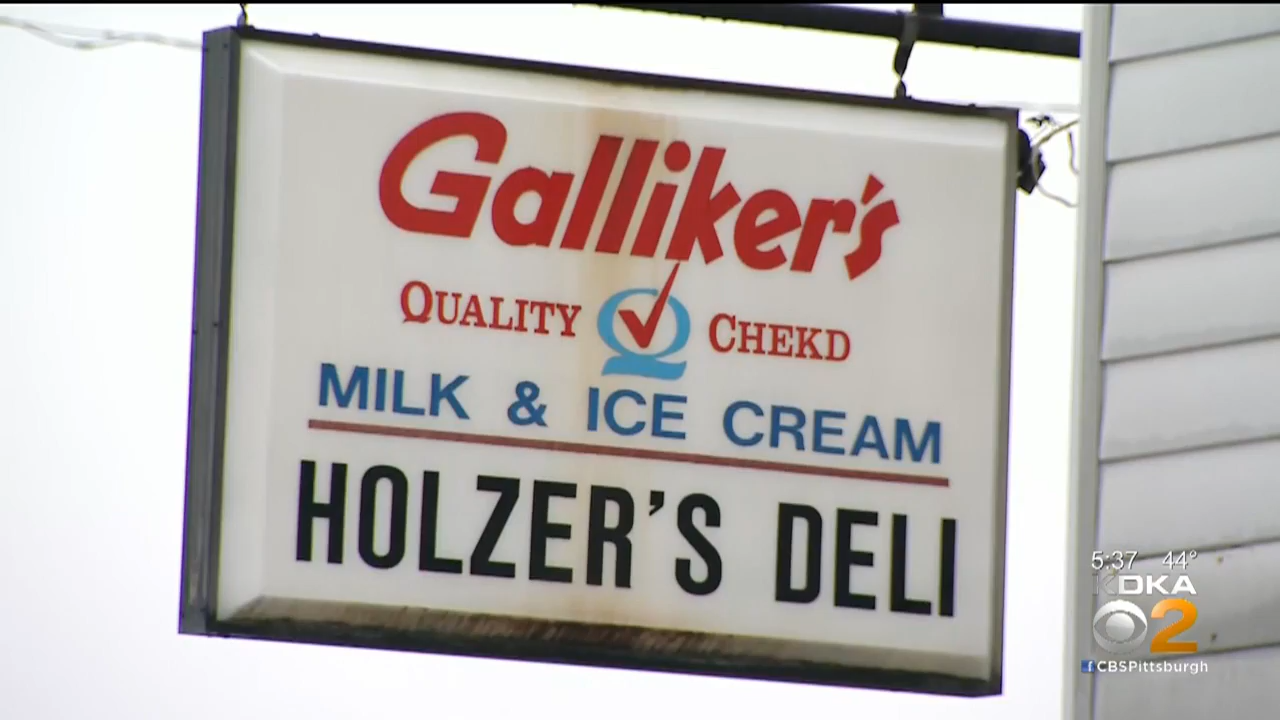 Galliker's
QUALITY Q CHEKD
MILK & ICE CREAM
HOLZER'S DELI
5:37 44°
KDKA
2
CBSPittsburgh